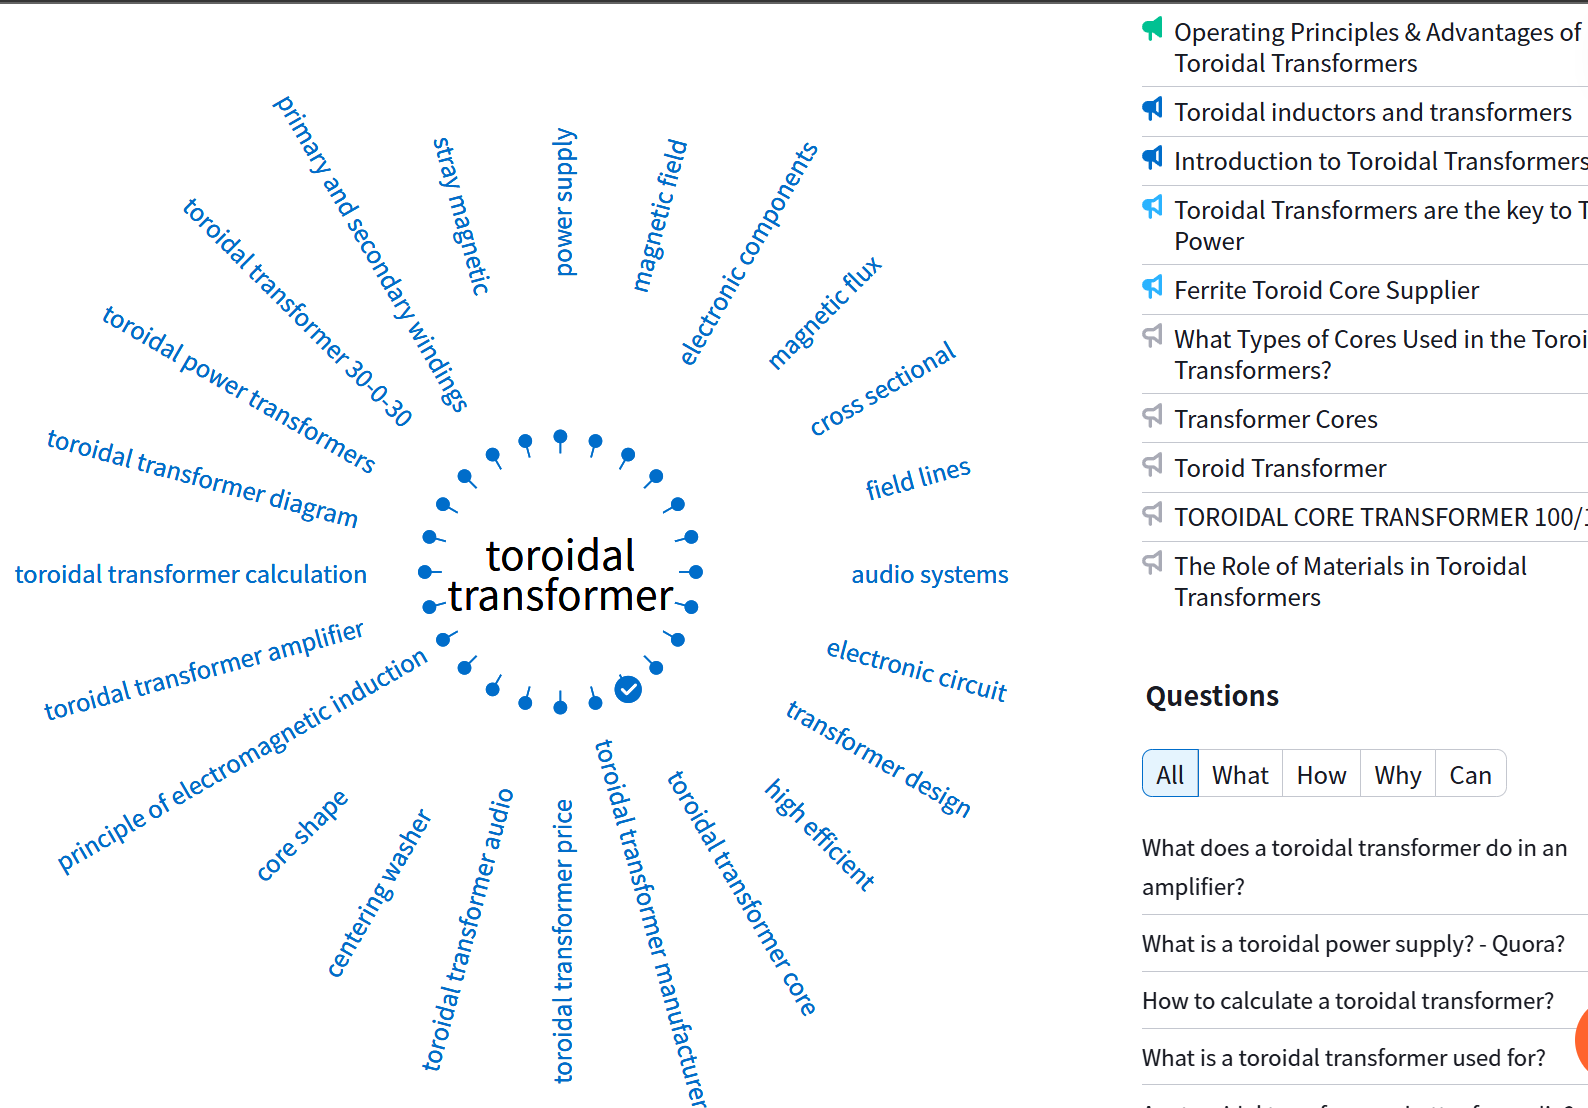 primary and secondary windings
stray magnetic
power supply
magnetic field
electronic components
magnetic flux
cross sectional
field lines
audio systems
electronic circuit
transformer design
high efficient
toroidal transformer core
toroidal transformer manufacturer
toroidal transformer price
toroidal transformer audio
centering washer
core shape
principle of electromagnetic induction
toroidal transformer amplifier
toroidal transformer calculation
toroidal transformer diagram
toroidal power transformers
toroidal transformer 30-0-30
toroidal
transformer
Operating Principles & Advantages of
Toroidal Transformers
Toroidal inductors and transformers
Introduction to Toroidal Transformers
Toroidal Transformers are the key to
Power
Ferrite Toroid Core Supplier
What Types of Cores Used in the
Transformers?
Transformer Cores
Toroid Transformer
TOROIDAL CORE TRANSFORMER
The Role of Materials in Toroidal
Transformers
Questions
All What How Why Can
What does a toroidal transformer do in an
amplifier?
What is a toroidal power supply? - Quora?
How to calculate a toroidal transformer?
What is a toroidal transformer used for?